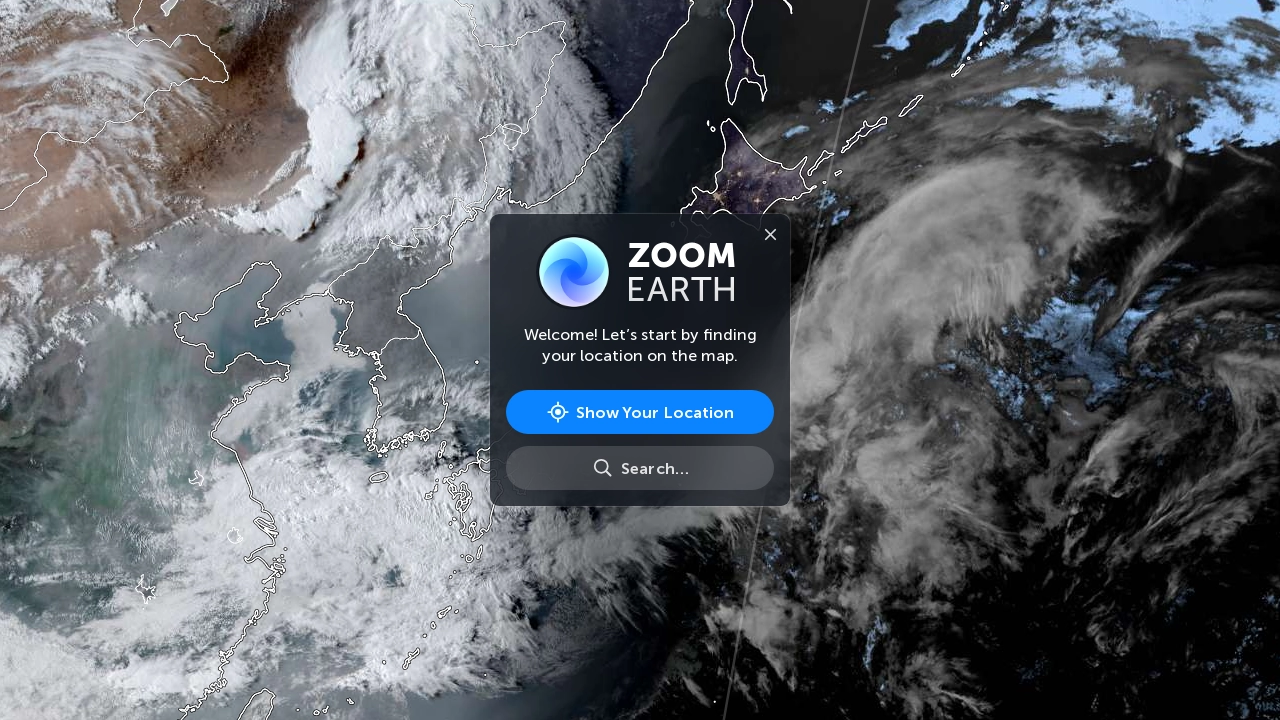 ZOOM
EARTH
Welcome! Let’s start by finding
your location on the map.
Show Your Location
Search…